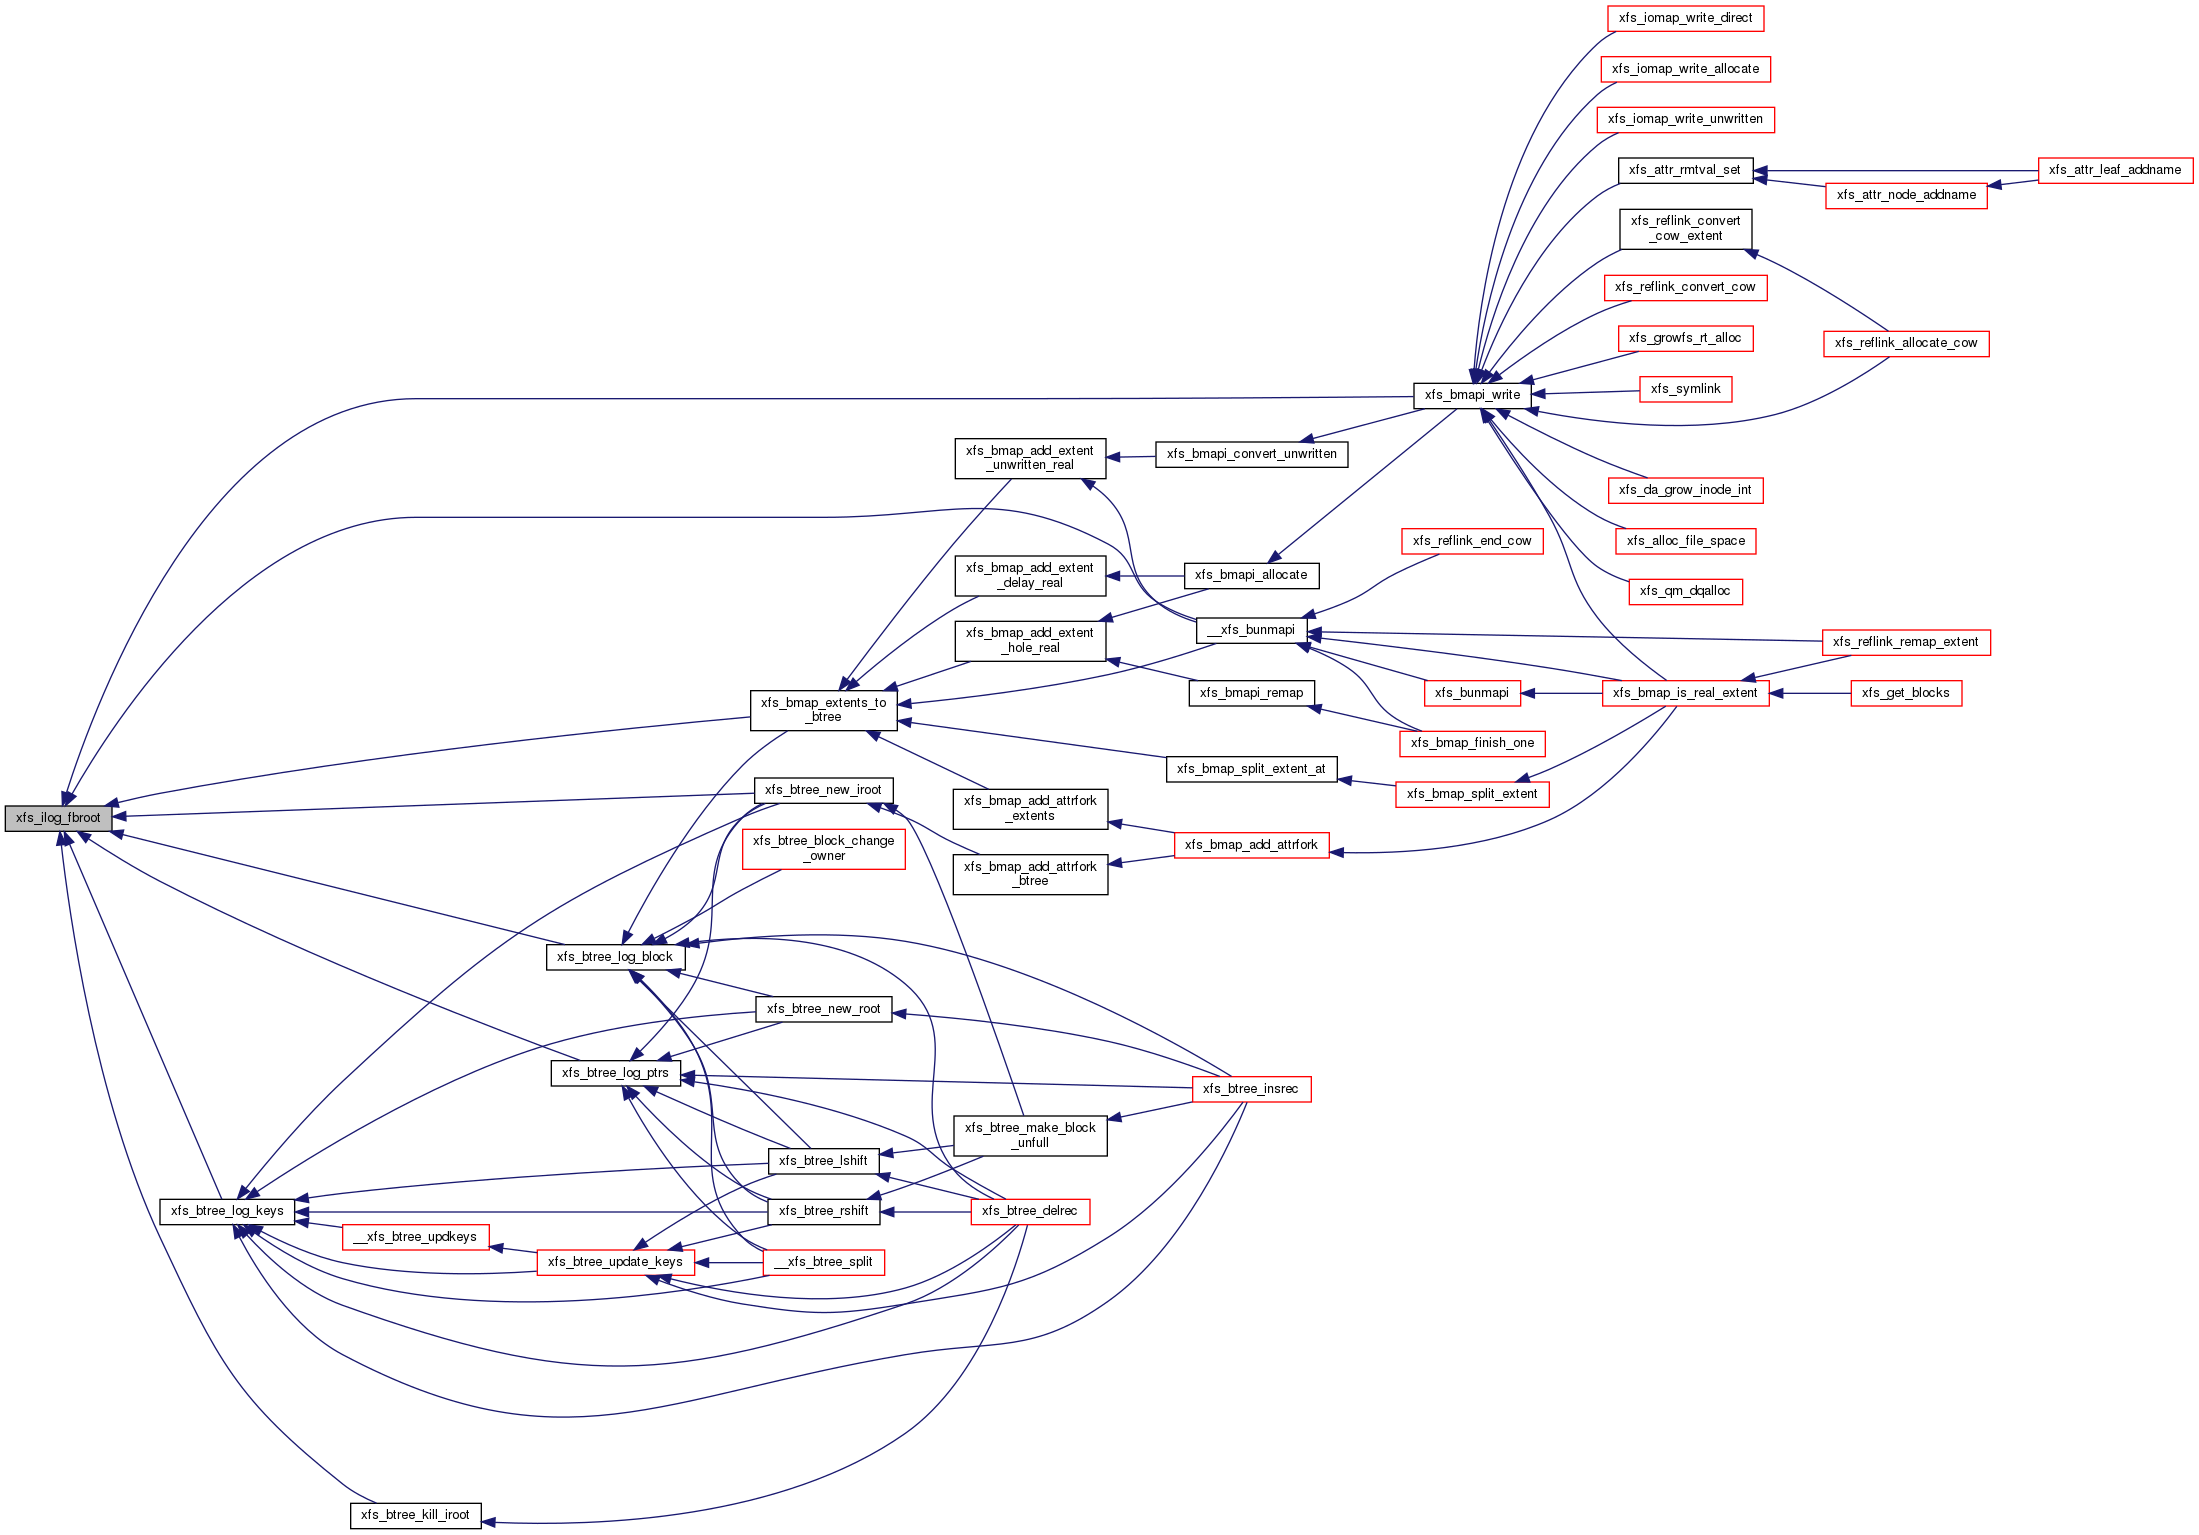 xfs_iomap_write_direct
xfs_iomap_write_allocate
xfs_iomap_write_unwritten
xfs_attr_rmtval_set
xfs_attr_leaf_addname
xfs_attr_node_addname
xfs_reflink_convert
_cow_extent
xfs_reflink_convert_cow
xfs_growfs_rt_alloc
xfs_reflink_allocate_cow
xfs_symlink
xfs_bmapi_write
xfs_bmap_add_extent
_unwritten_real
xfs_bmapi_convert_unwritten
xfs_da_grow_inode_int
xfs_reflink_end_cow
xfs_alloc_file_space
xfs_bmap_add_extent
_delay_real
xfs_bmapi_allocate
xfs_qm_dqalloc
xfs_bmap_add_extent
_hole_real
__xfs_bunmapi
xfs_reflink_remap_extent
xfs_bmapi_remap
xfs_bunmapi
xfs_bmap_is_real_extent
xfs_get_blocks
xfs_bmap_extents_to
_btree
xfs_bmap_finish_one
xfs_bmap_split_extent_at
xfs_btree_new_iroot
xfs_bmap_split_extent
xfs_bmap_add_attrfork
_extents
xfs_ilog_fbroot
xfs_btree_block_change
_owner
xfs_bmap_add_attrfork
xfs_bmap_add_attrfork
_btree
xfs_btree_log_block
xfs_btree_new_root
xfs_btree_log_ptrs
xfs_btree_insrec
xfs_btree_make_block
_unfull
xfs_btree_lshift
xfs_btree_log_keys
xfs_btree_rshift
xfs_btree_delrec
__xfs_btree_updkeys
xfs_btree_update_keys
__xfs_btree_split
xfs_btree_kill_iroot